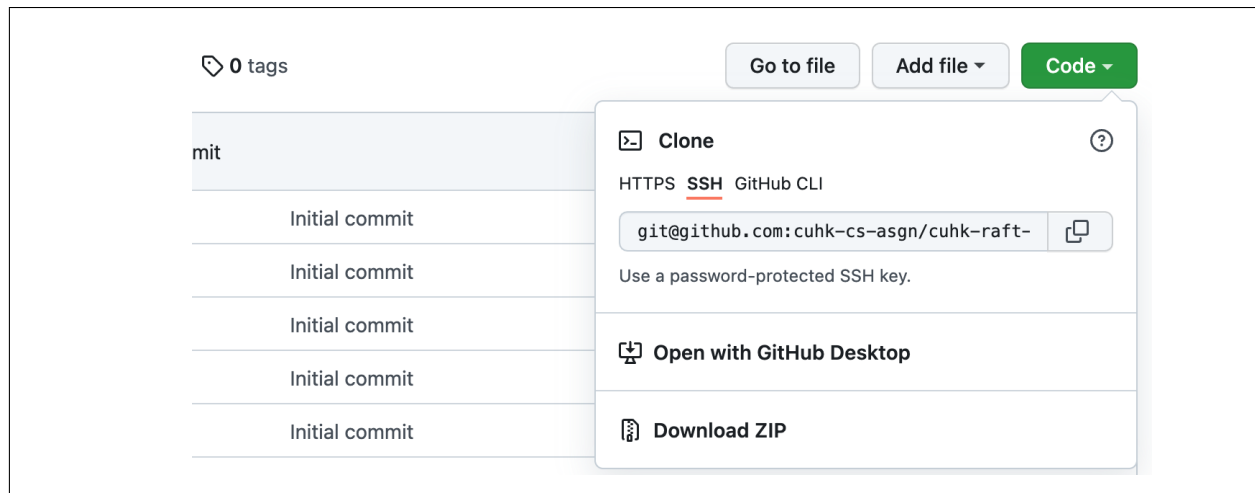 0 tags
Go to file
Add file
Code
mit
Clone
HTTPS SSH GitHub CLI
Initial commit
git@github.com:cuhk-cs-asgn/cuhk-raft-
Initial commit
Use a password-protected SSH key.
Initial commit
Open with GitHub Desktop
Initial commit
Initial commit
Download ZIP